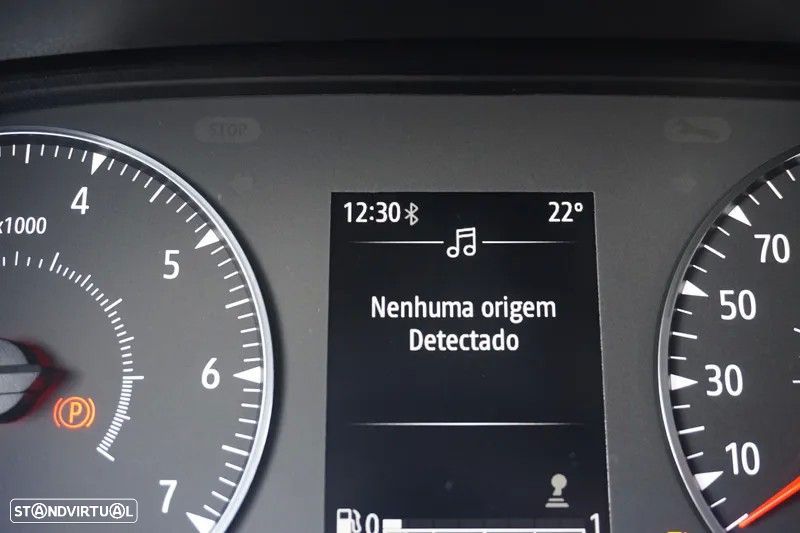 STOP
12:30 22°
Nenhuma origem
Detectado
0 1
x1000
4
5
6
7
P
70
50
30
10
STANDVIRTUAL